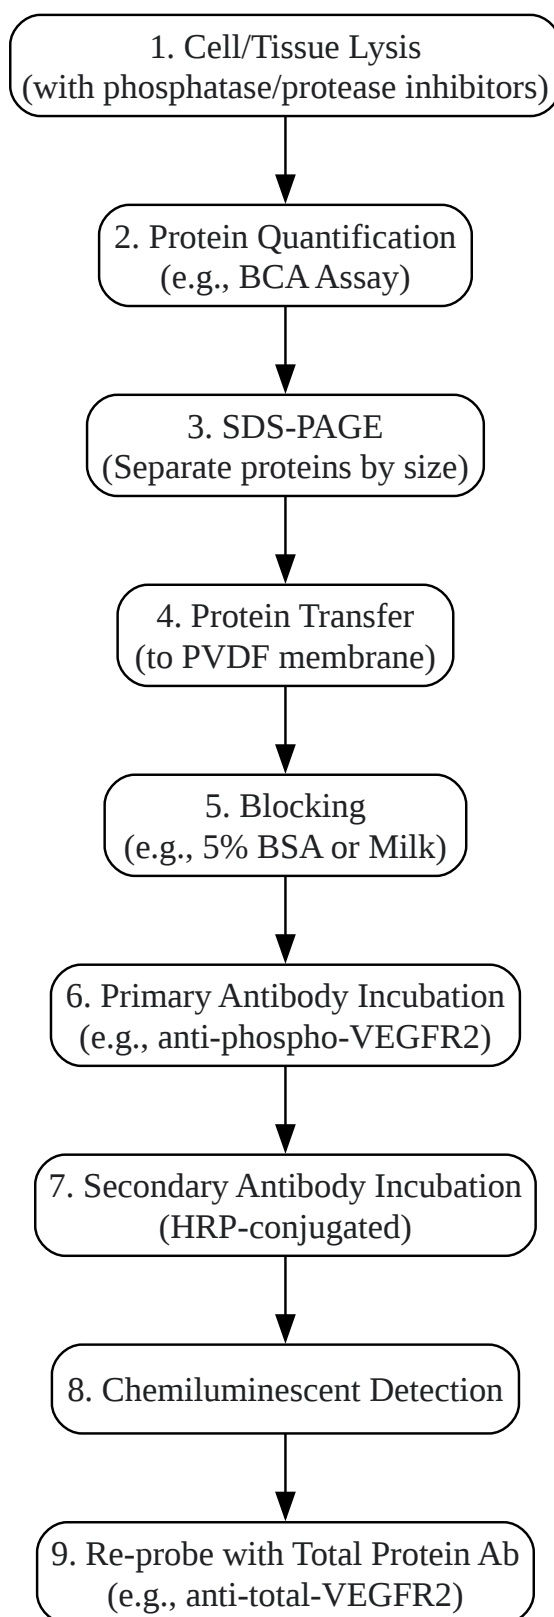 1. Cell/Tissue Lysis
(with phosphatase/protease inhibitors)
2. Protein Quantification
(e.g., BCA Assay)
3. SDS-PAGE
(Separate proteins by size)
4. Protein Transfer
(to PVDF membrane)
5. Blocking
(e.g., 5% BSA or Milk)
6. Primary Antibody Incubation
(e.g., anti-phospho-VEGFR2)
7. Secondary Antibody Incubation
(HRP-conjugated)
8. Chemiluminescent Detection
9. Re-probe with Total Protein Ab
(e.g., anti-total-VEGFR2)